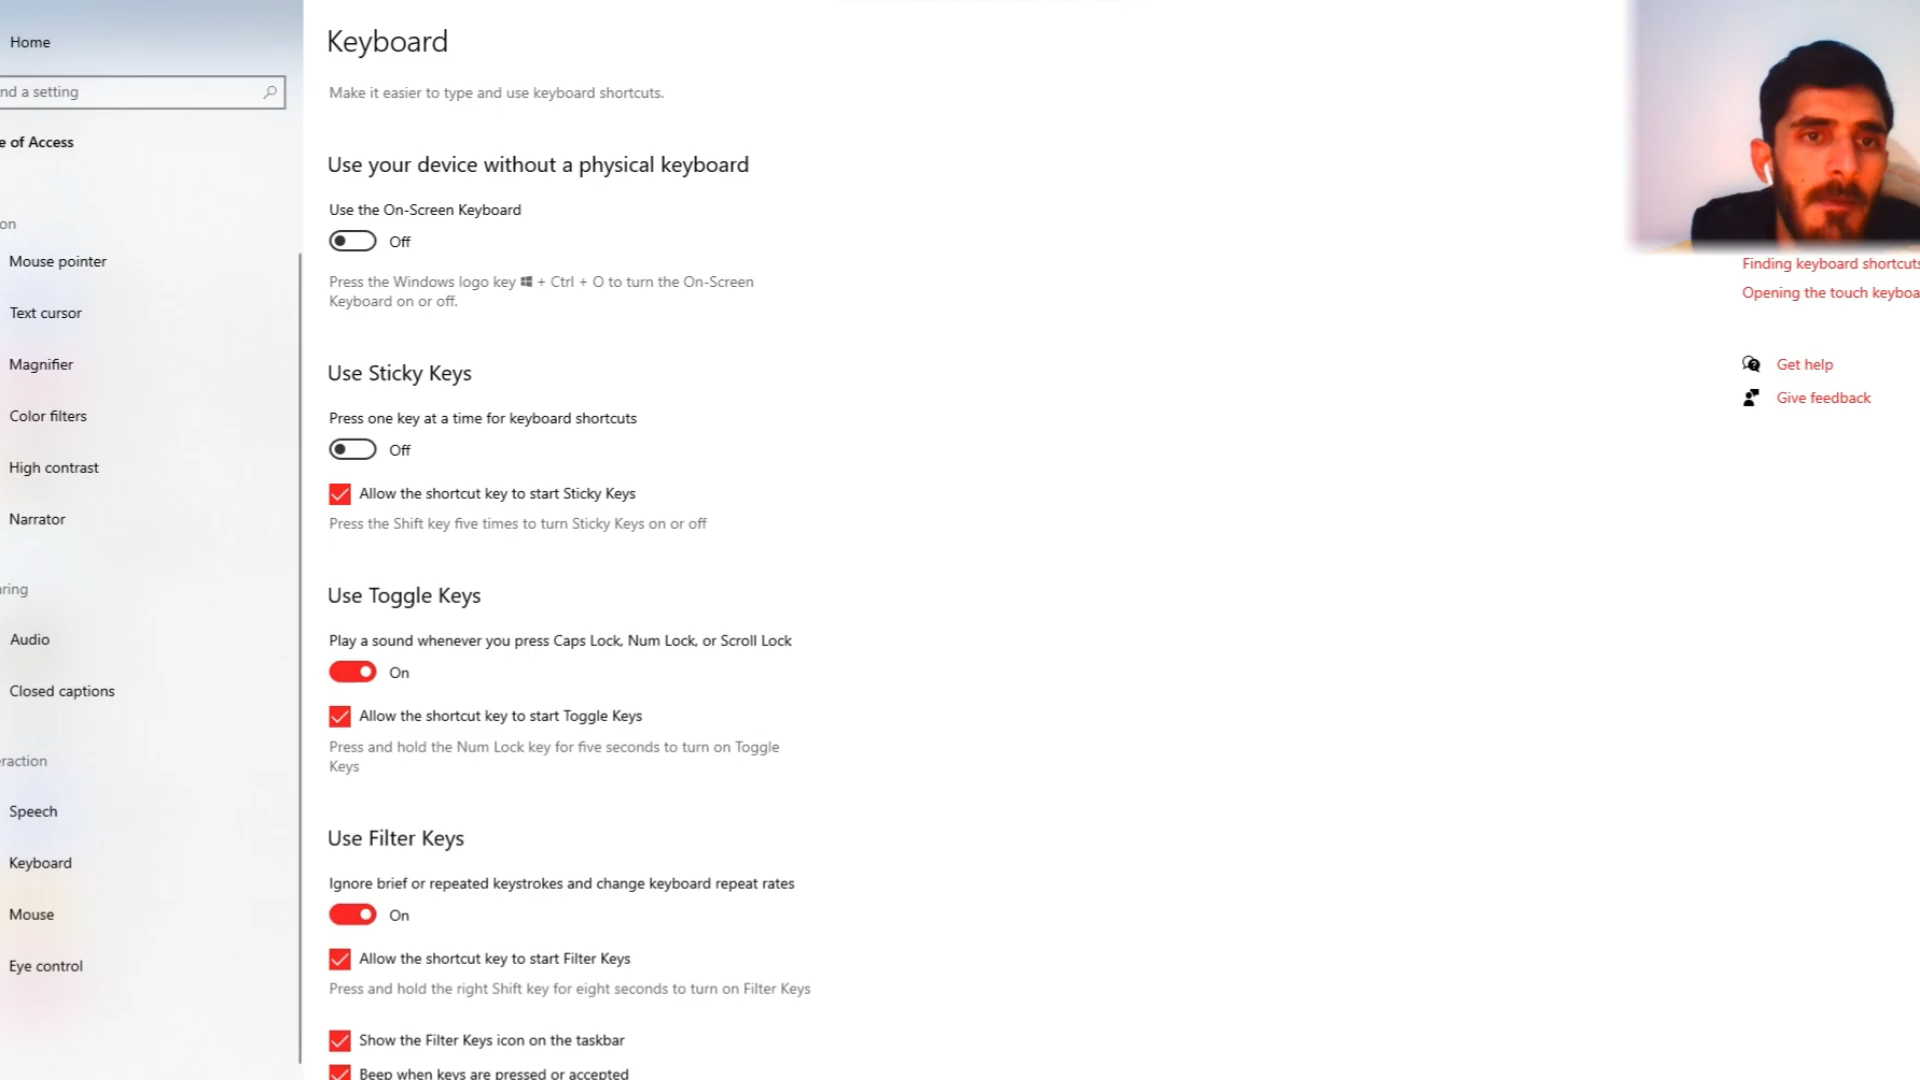 Home
nd a setting
e of Access
on
Mouse pointer
Text cursor
Magnifier
Color filters
High contrast
Narrator
ring
Audio
Closed captions
eraction
Speech
Keyboard
Mouse
Eye control
Keyboard
Make it easier to type and use keyboard shortcuts.
Use your device without a physical keyboard
Use the On-Screen Keyboard
Off
Press the Windows logo key + Ctrl + O to turn the On-Screen
Keyboard on or off.
Use Sticky Keys
Press one key at a time for keyboard shortcuts
Off
Allow the shortcut key to start Sticky Keys
Press the Shift key five times to turn Sticky Keys on or off
Use Toggle Keys
Play a sound whenever you press Caps Lock, Num Lock, or Scroll Lock
On
Allow the shortcut key to start Toggle Keys
Press and hold the Num Lock key for five seconds to turn on Toggle
Keys
Use Filter Keys
Ignore brief or repeated keystrokes and change keyboard repeat rates
On
Allow the shortcut key to start Filter Keys
Press and hold the right Shift key for eight seconds to turn on Filter Keys
Show the Filter Keys icon on the taskbar
Beep when keys are pressed or accepted
Finding keyboard shortcuts
Opening the touch keyboa
Get help
Give feedback